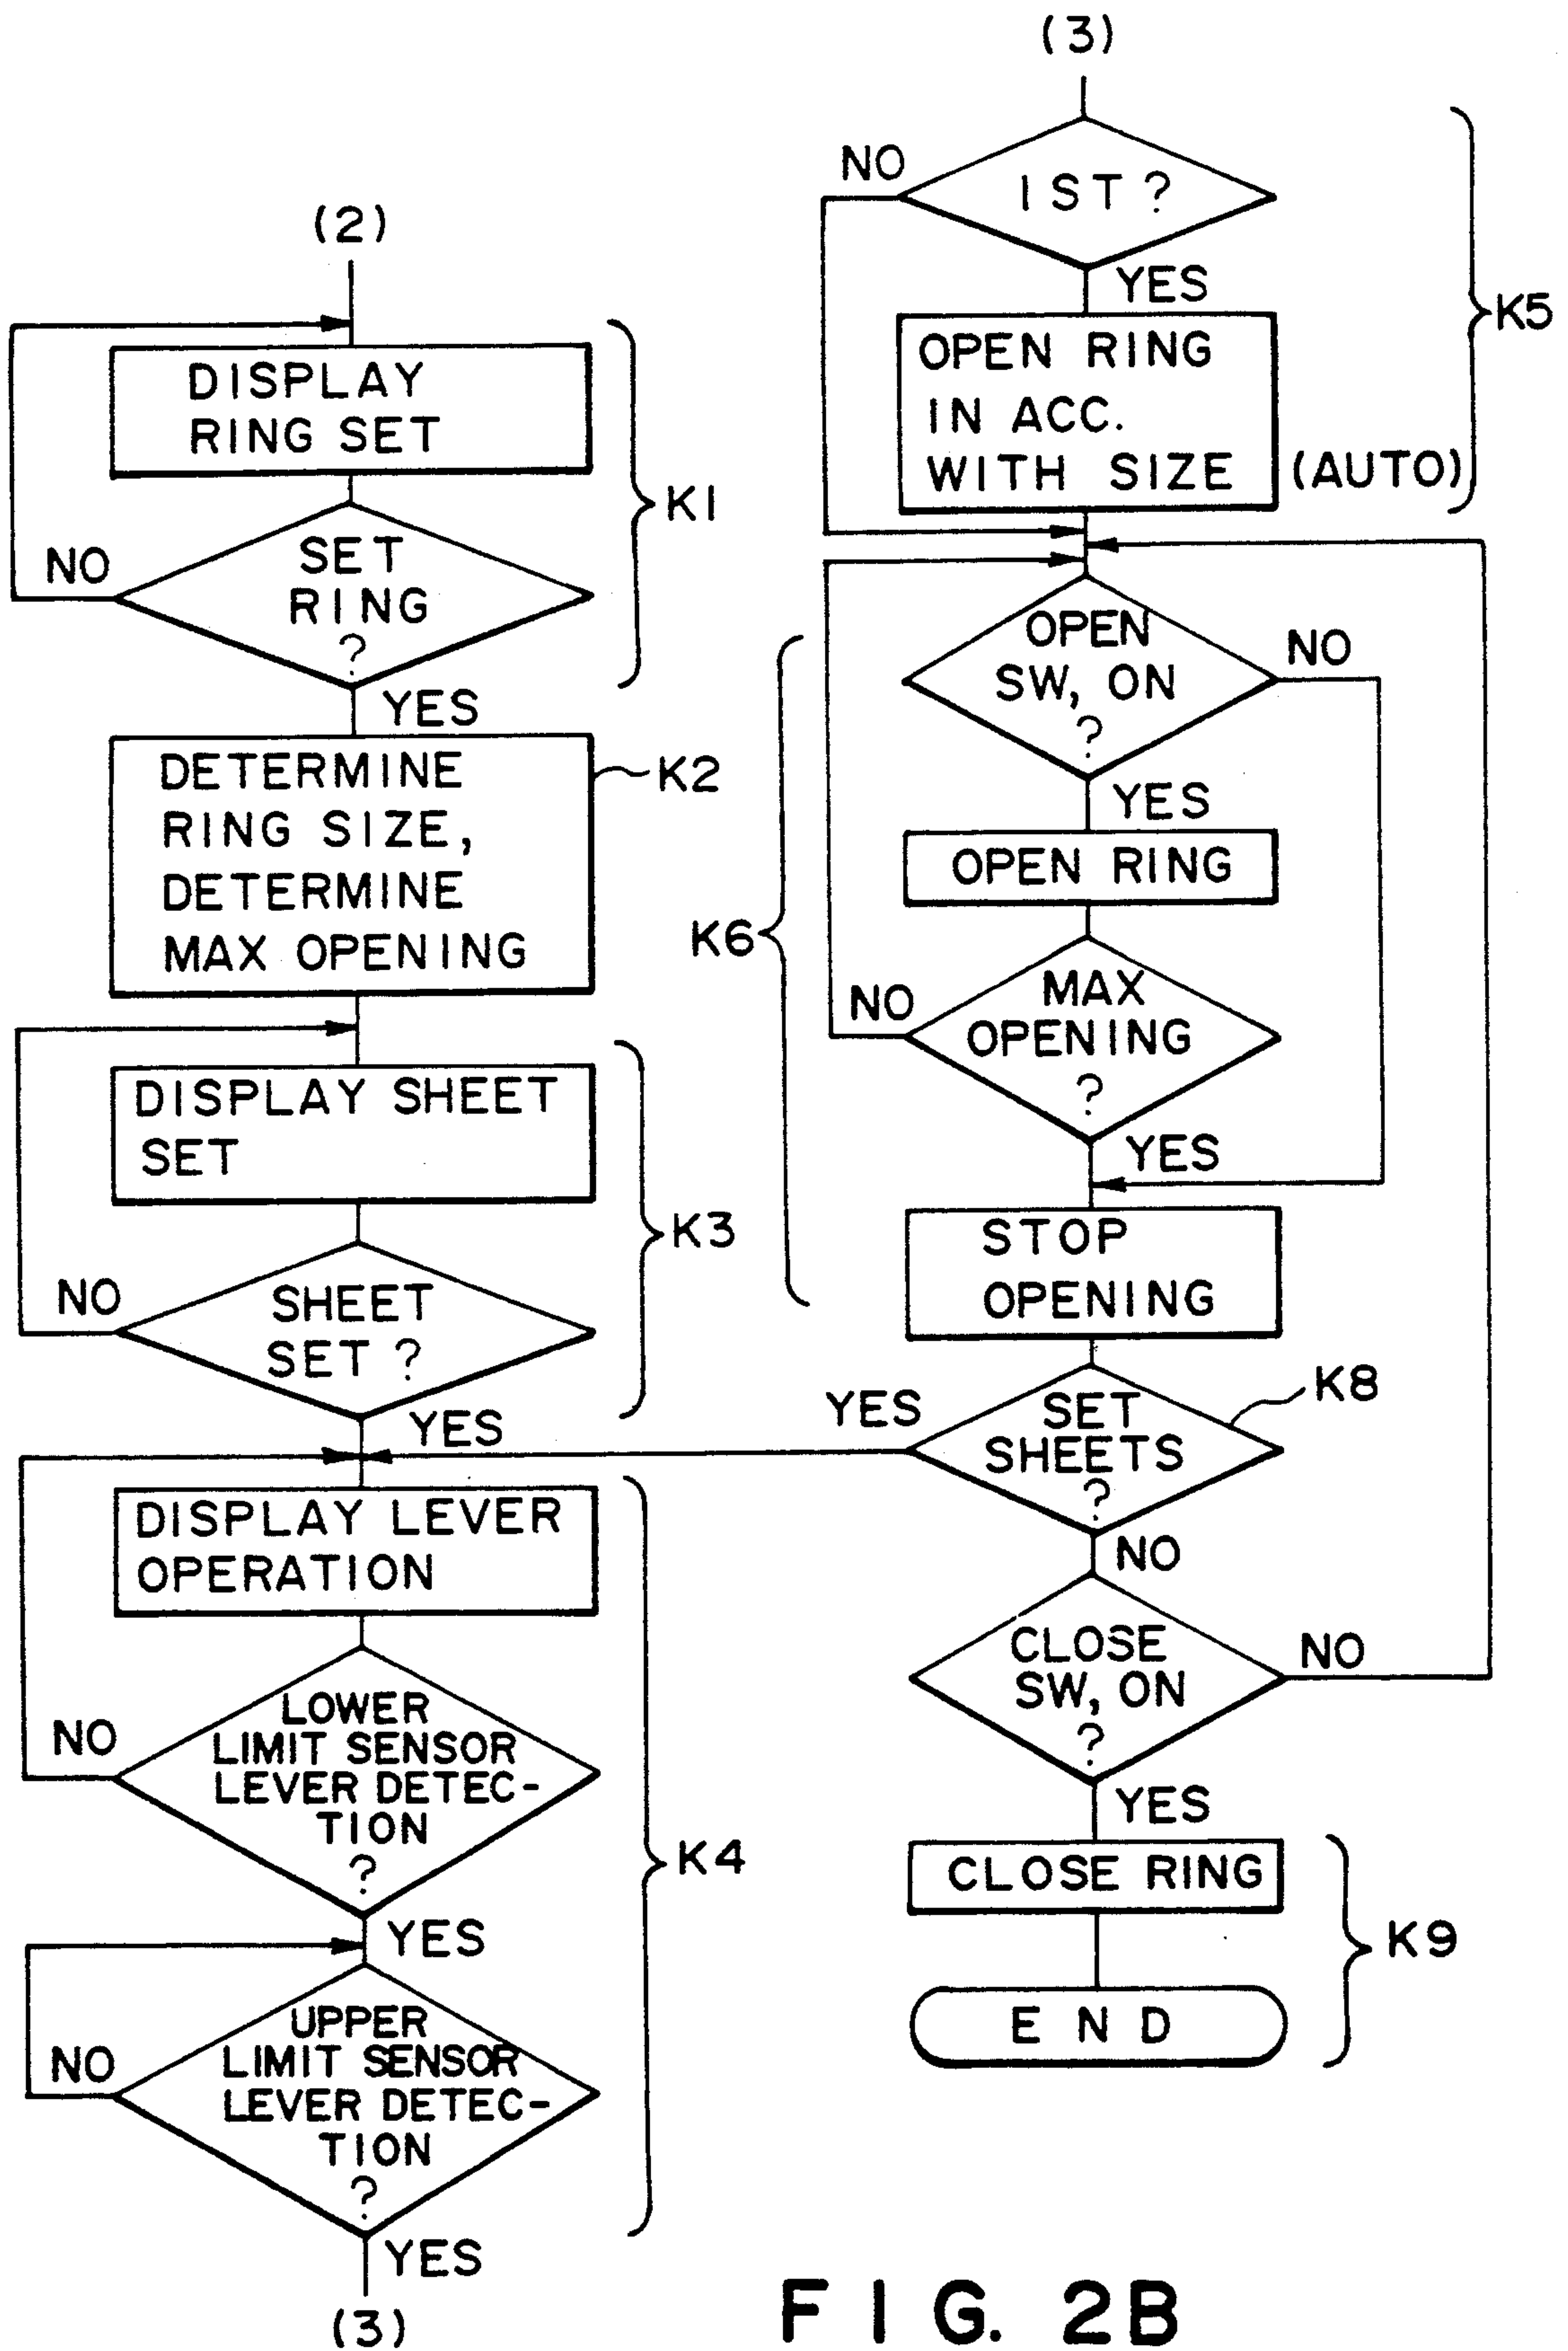 (2)
DISPLAY
RING SET
SET
RING
?
NO
YES
K1
DETERMINE
RING SIZE,
DETERMINE
MAX OPENING
K2
DISPLAY SHEET
SET
SHEET
SET ?
NO
YES
K3
DISPLAY LEVER
OPERATION
LOWER
LIMIT SENSOR
LEVER DETEC-
TION
?
NO
YES
UPPER
LIMIT SENSOR
LEVER DETEC-
TION
?
NO
YES
K4
(3)
(3)
1ST ?
NO
YES
OPEN RING
IN ACC.
WITH SIZE
(AUTO)
K5
OPEN
SW, ON
?
NO
YES
OPEN RING
MAX
OPENING
?
NO
YES
STOP
OPENING
K6
SET
SHEETS
?
K8
YES
NO
CLOSE
SW, ON
?
NO
YES
CLOSE RING
END
K9
FIG. 2B